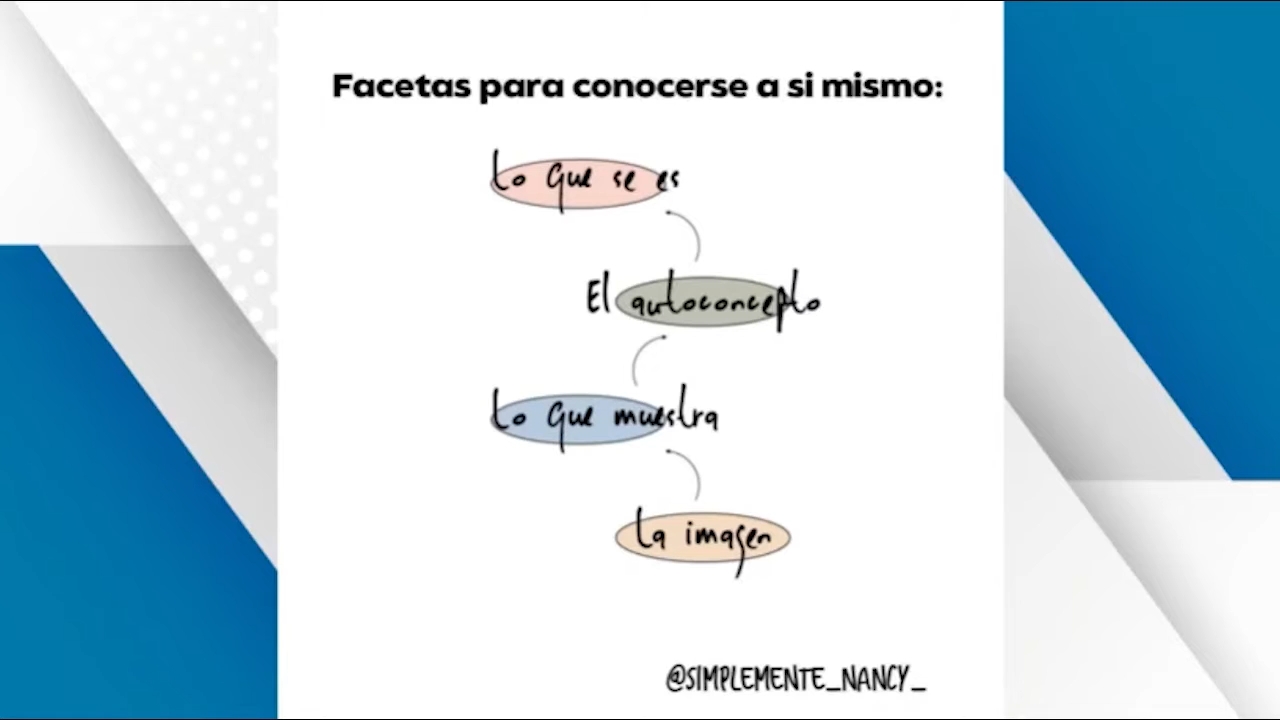 Facetas para conocerse a si mismo:
Lo que se es
El autoconcepto
Lo que muestra
La imagen
@SIMPLEMENTE_NANCY_